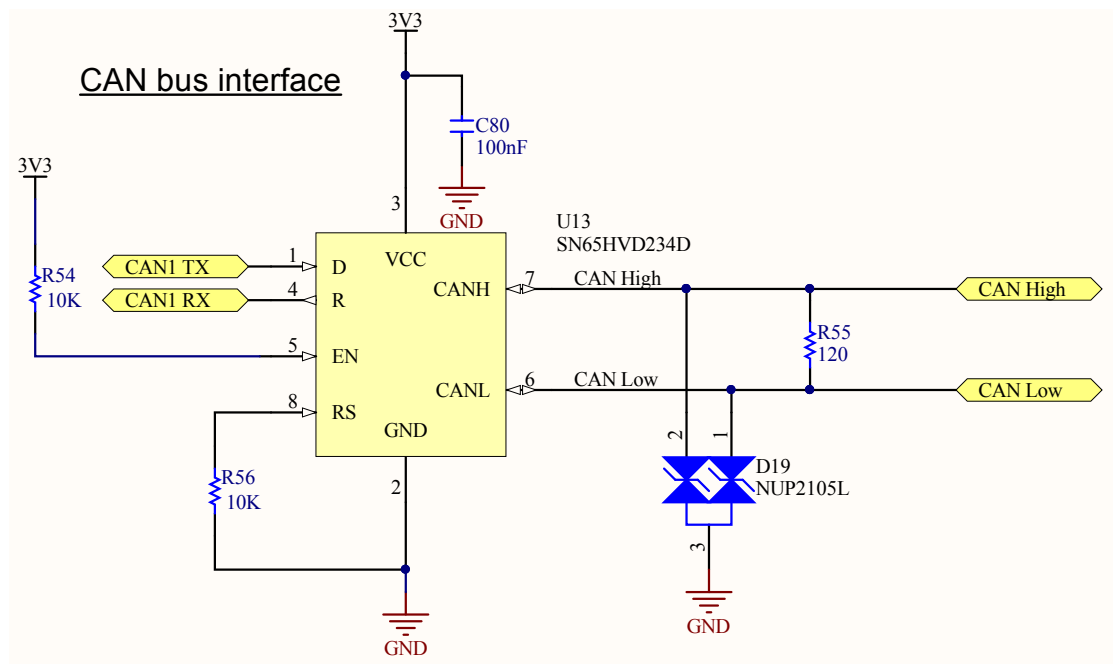 3V3
CAN bus interface
C80
100nF
3V3
GND
3
U13
SN65HVD234D
CAN1 TX
1
D
VCC
R54
10K
CAN1 RX
4
R
CANH
7
CAN High
CAN High
R55
120
5
EN
CANL
6
CAN Low
CAN Low
8
RS
GND
2
1
R56
10K
2
D19
NUP2105L
3
GND
GND